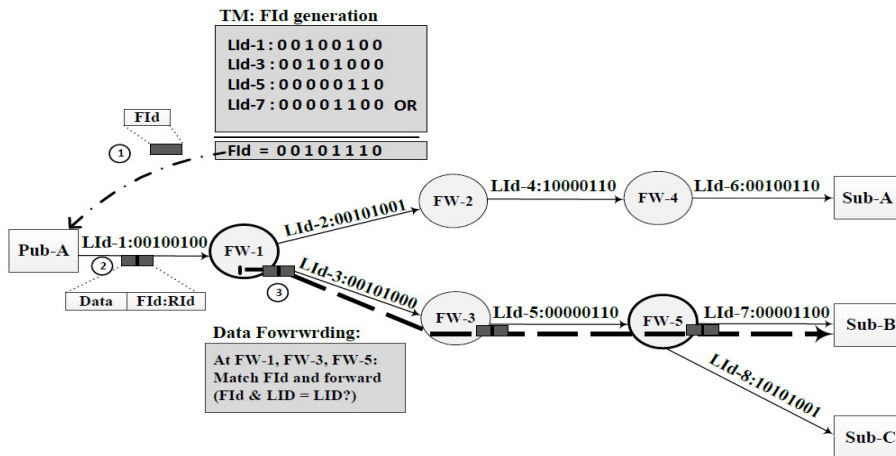 TM: FId generation
LId-1 : 0 0 1 0 0 1 0 0
LId-3 : 0 0 1 0 1 0 0 0
LId-5 : 0 0 0 0 0 1 1 0
LId-7 : 0 0 0 0 1 1 0 0 OR
FId = 0 0 1 0 1 1 1 0
FId
1
LId-2:00101001
FW-2
LId-4:10000110
FW-4
LId-6:00100110
Sub-A
Pub-A
LId-1:00100100
FW-1
2
Data
FId:RId
3
LId-3:00101000
FW-3
LId-5:00000110
FW-5
LId-7:00001100
Sub-B
Data Fowrwrding:
At FW-1, FW-3, FW-5:
Match FId and forward
(FId & LID = LID?)
LId-8:10101001
Sub-C